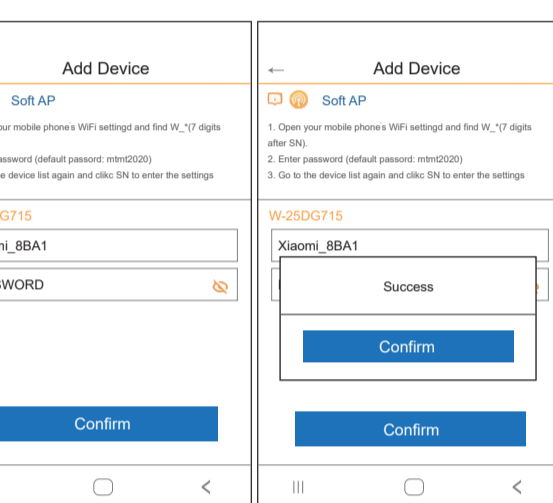 Add Device
Soft AP
our mobile phone's WiFi settingd and find W_*(7 digits
assword (default passord: mtmt2020)
e device list again and clikc SN to enter the settings
G715
mi_8BA1
WORD
Confirm
Add Device
Soft AP
1. Open your mobile phone's WiFi settingd and find W_*(7 digits
after SN).
2. Enter password (default passord: mtmt2020)
3. Go to the device list again and clikc SN to enter the settings
W-25DG715
Xiaomi_8BA1
Success
Confirm
Confirm